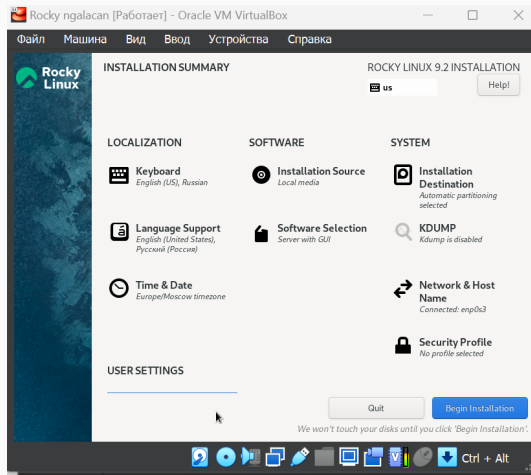 Rocky ngalacan [Работает] - Oracle VM VirtualBox
Файл Машина Вид Ввод Устройства Справка
Rocky
Linux
INSTALLATION SUMMARY
ROCKY LINUX 9.2 INSTALLATION
us
Help!
LOCALIZATION
Keyboard
English (US), Russian
Language Support
English (United States),
Русский (Россия)
Time & Date
Europe/Moscow timezone
SOFTWARE
Installation Source
Local media
Software Selection
Server with GUI
SYSTEM
Installation
Destination
Automatic partitioning
selected
KDUMP
Kdump is disabled
Network & Host
Name
Connected: enp0s3
Security Profile
No profile selected
USER SETTINGS
Quit
Begin Installation
We won't touch your disks until you click 'Begin Installation'.
Ctrl + Alt